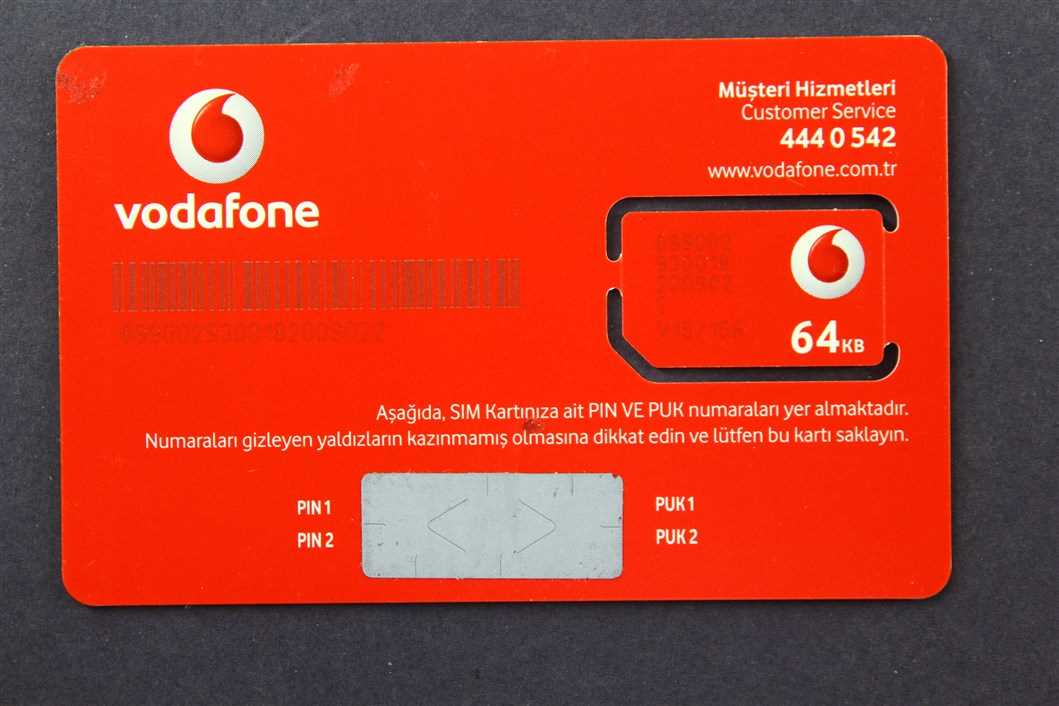 vodafone
Müşteri Hizmetleri
Customer Service
444 0 542
www.vodafone.com.tr
64KB
Aşağıda, SIM Kartınıza ait PIN VE PUK numaraları yer almaktadır.
Numaraları gizleyen yaldızların kazınmamış olmasına dikkat edin ve lütfen bu kartı saklayın.
PIN 1
PIN 2
PUK 1
PUK 2